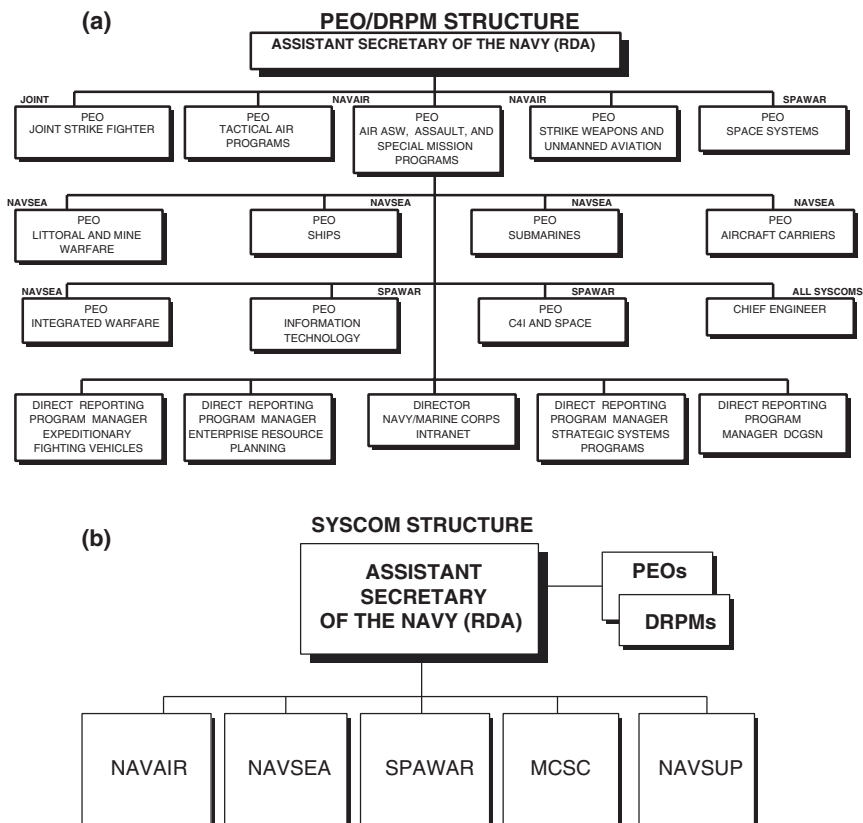 (a)
PEO/DRPM STRUCTURE
ASSISTANT SECRETARY OF THE NAVY (RDA)
JOINT
NAVAIR
NAVAIR
SPAWAR
PEO
JOINT STRIKE FIGHTER
PEO
TACTICAL AIR
PROGRAMS
PEO
AIR ASW, ASSAULT, AND
SPECIAL MISSION
PROGRAMS
PEO
STRIKE WEAPONS AND
UNMANNED AVIATION
PEO
SPACE SYSTEMS
NAVSEA
NAVSEA
NAVSEA
NAVSEA
PEO
LITTORAL AND MINE
WARFARE
PEO
SHIPS
PEO
SUBMARINES
PEO
AIRCRAFT CARRIERS
NAVSEA
SPAWAR
SPAWAR
ALL SYSCOMS
PEO
INTEGRATED WARFARE
PEO
INFORMATION
TECHNOLOGY
PEO
C4I AND SPACE
CHIEF ENGINEER
DIRECT REPORTING
PROGRAM MANAGER
EXPEDITIONARY
FIGHTING VEHICLES
DIRECT REPORTING
PROGRAM MANAGER
ENTERPRISE RESOURCE
PLANNING
DIRECTOR
NAVY/MARINE CORPS
INTRANET
DIRECT REPORTING
PROGRAM MANAGER
STRATEGIC SYSTEMS
PROGRAMS
DIRECT REPORTING
PROGRAM
MANAGER DCGSN
(b)
SYSCOM STRUCTURE
ASSISTANT
SECRETARY
OF THE NAVY (RDA)
PEOs
DRPMs
NAVAIR
NAVSEA
SPAWAR
MCSC
NAVSUP